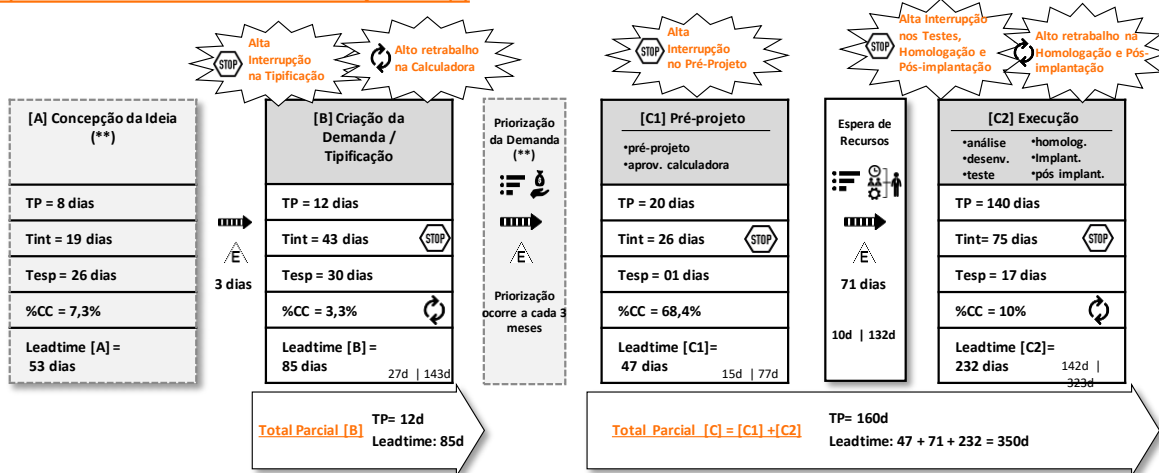 Alta
Interrupção
na Tipificação
STOP
Alto retrabalho
na Calculadora
Alta
Interrupção
no Pré-Projeto
STOP
Alta Interrupção
nos Testes,
Homologação e
Pós-implantação
STOP
Alto retrabalho na
Homologação e Pós-
implantação
[A] Concepção da Ideia
(**)
TP = 8 dias
Tint = 19 dias
Tesp = 26 dias
%CC = 7,3%
Leadtime [A] =
53 dias
E
3 dias
[B] Criação da
Demanda /
Tipificação
TP = 12 dias
Tint = 43 dias
STOP
Tesp = 30 dias
%CC = 3,3%
Leadtime [B] =
85 dias
27d | 143d
Priorização
da Demanda
(**)
E
Priorização
ocorre a cada 3
meses
[C1] Pré-projeto
•pré-projeto
•aprov. calculadora
TP = 20 dias
Tint = 26 dias
STOP
Tesp = 01 dias
%CC = 68,4%
Leadtime [C1]=
47 dias
15d | 77d
Espera de
Recursos
E
71 dias
10d | 132d
[C2] Execução
•análise
•desenv.
•teste
•homolog.
•Implant.
•pós implant.
TP = 140 dias
Tint= 75 dias
STOP
Tesp = 17 dias
%CC = 10%
Leadtime [C2]=
232 dias
142d |
323d
Total Parcial [B]
TP= 12d
Leadtime: 85d
Total Parcial [C] = [C1] +[C2]
TP= 160d
Leadtime: 47 + 71 + 232 = 350d